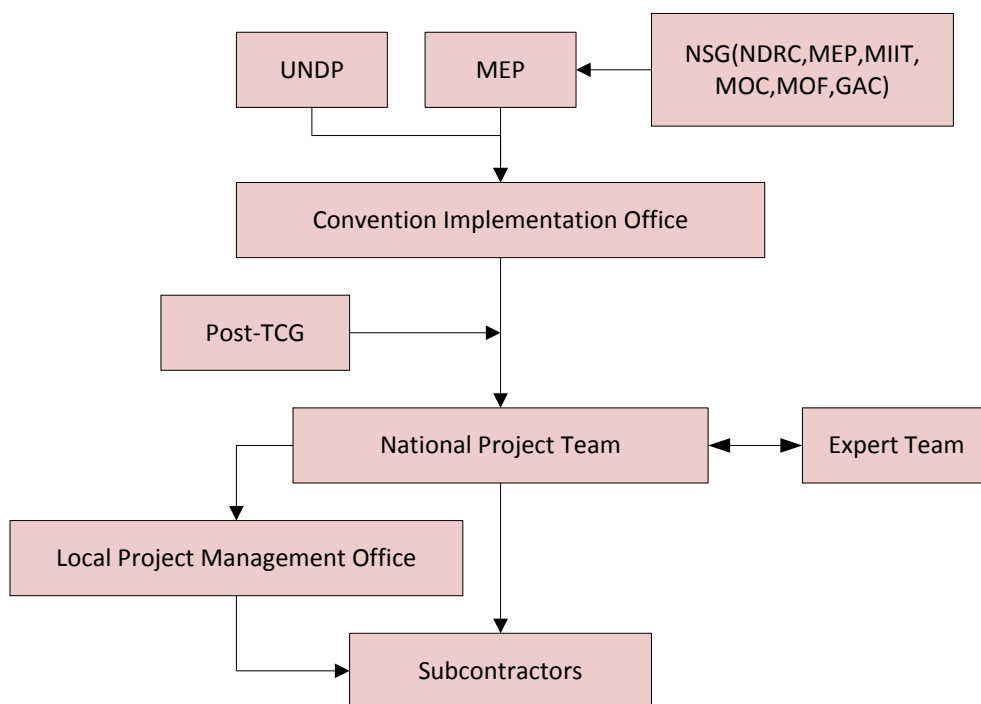 UNDP
MEP
NSG(NDRC,MEP,MIIT,
MOC,MOF,GAC)
Convention Implementation Office
Post-TCG
National Project Team
Expert Team
Local Project Management Office
Subcontractors